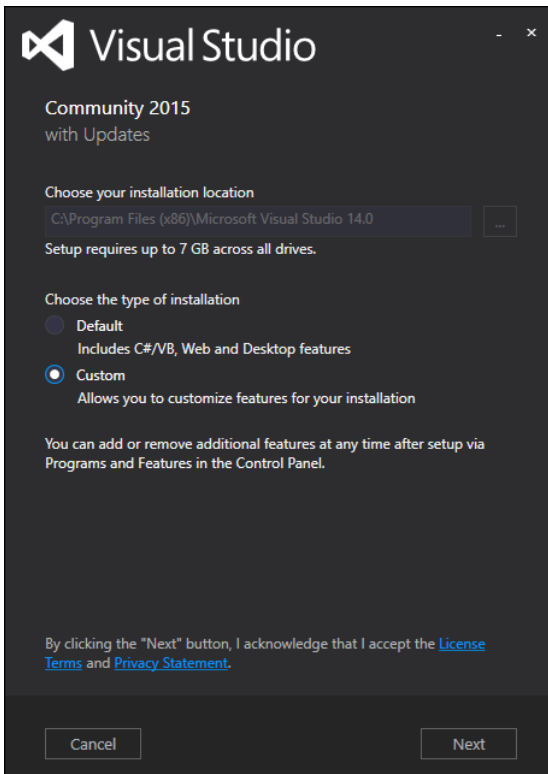 Visual Studio
Community 2015
with Updates
Choose your installation location
C:\Program Files (x86)\Microsoft Visual Studio 14.0
...
Setup requires up to 7 GB across all drives.
Choose the type of installation
Default
Includes C#/VB, Web and Desktop features
Custom
Allows you to customize features for your installation
You can add or remove additional features at any time after setup via
Programs and Features in the Control Panel.
By clicking the "Next" button, I acknowledge that I accept the License
Terms and Privacy Statement.
Cancel
Next